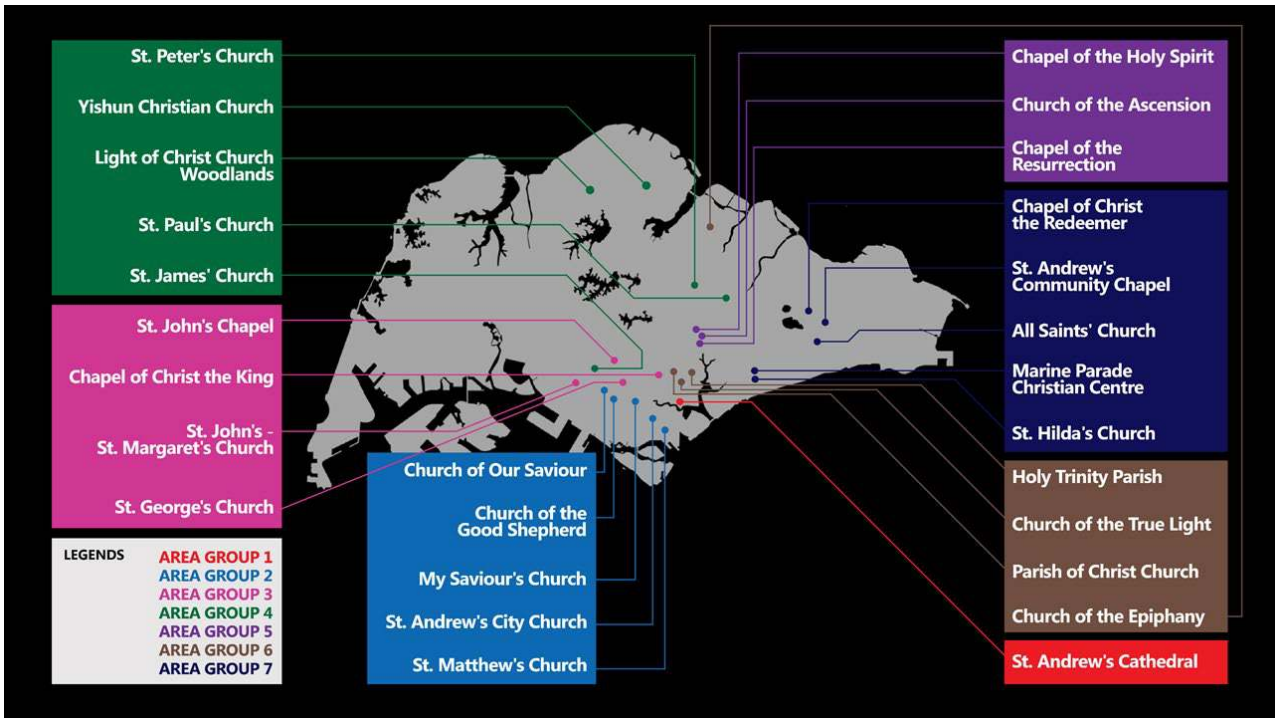 St. Peter's Church
Yishun Christian Church
Light of Christ Church
Woodlands
St. Paul's Church
St. James' Church
St. John's Chapel
Chapel of Christ the King
St. John's -
St. Margaret's Church
St. George's Church
LEGENDS
AREA GROUP 1
AREA GROUP 2
AREA GROUP 3
AREA GROUP 4
AREA GROUP 5
AREA GROUP 6
AREA GROUP 7
Church of Our Saviour
Church of the
Good Shepherd
My Saviour's Church
St. Andrew's City Church
St. Matthew's Church
Chapel of the Holy Spirit
Church of the Ascension
Chapel of the
Resurrection
Chapel of Christ
the Redeemer
St. Andrew's
Community Chapel
All Saints' Church
Marine Parade
Christian Centre
St. Hilda's Church
Holy Trinity Parish
Church of the True Light
Parish of Christ Church
Church of the Epiphany
St. Andrew's Cathedral